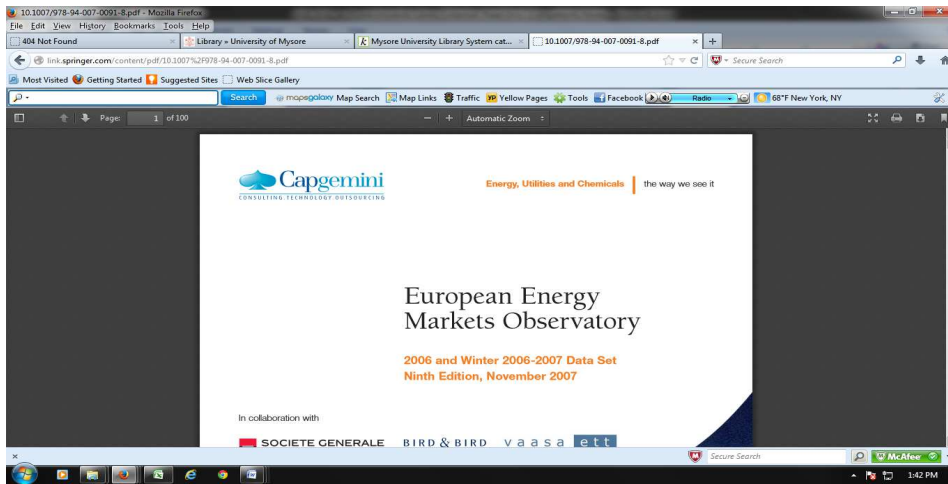 10.1007/978-94-007-0091-8.pdf - Mozilla Firefox
File Edit View History Bookmarks Tools Help
404 Not Found × Library » University of Mysore × Mysore University Library System cat... × 10.1007/978-94-007-0091-8.pdf × +
link.springer.com/content/pdf/10.1007%2F978-94-007-0091-8.pdf Secure Search
Most Visited Getting Started Suggested Sites Web Slice Gallery
Search mapsgalaxy Map Search Map Links Traffic Yellow Pages Tools Facebook Radio 68°F New York, NY
Page: 1 of 100 − + Automatic Zoom
Capgemini
CONSULTING.TECHNOLOGY.OUTSOURCING
Energy, Utilities and Chemicals the way we see it
European Energy
Markets Observatory
2006 and Winter 2006-2007 Data Set
Ninth Edition, November 2007
In collaboration with
SOCIETE GENERALE BIRD & BIRD vaasa ett
× Secure Search McAfee
1:42 PM